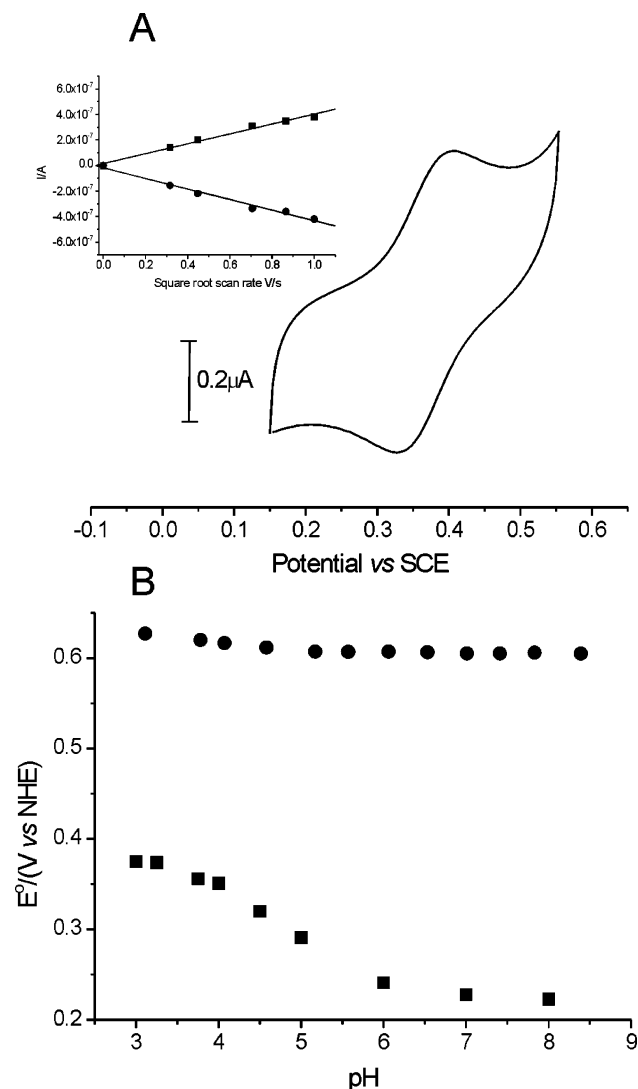 A
I/A
6.0x10-7
4.0x10-7
2.0x10-7
0.0
-2.0x10-7
-4.0x10-7
-6.0x10-7
0.0 0.2 0.4 0.6 0.8 1.0
Square root scan rate V/s
0.2µA
-0.1 0.0 0.1 0.2 0.3 0.4 0.5 0.6
Potential vs SCE
B
E°/(V vs NHE)
0.6
0.5
0.4
0.3
0.2
3 4 5 6 7 8 9
pH